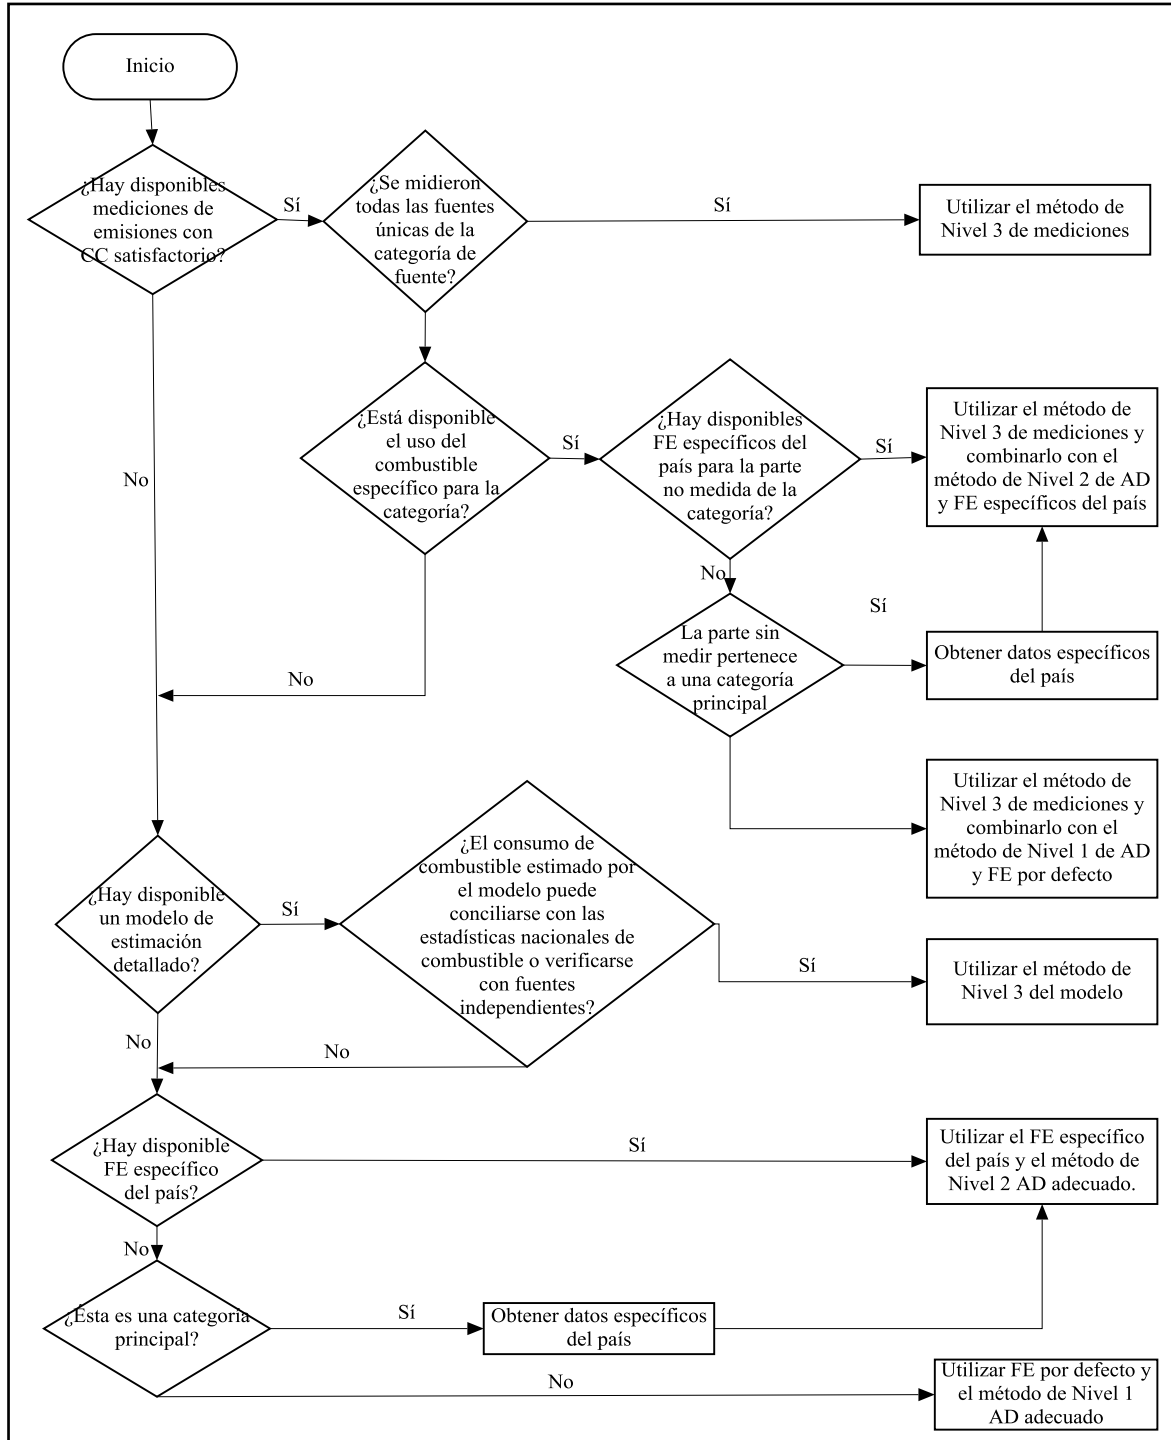 Inicio
¿Hay disponibles
mediciones de
emisiones con
CC satisfactorio?
Sí
¿Se midieron
todas las fuentes
únicas de la
categoría de
fuente?
Sí
Utilizar el método de
Nivel 3 de mediciones
No
¿Está disponible
el uso del
combustible
específico para la
categoría?
Sí
¿Hay disponibles
FE específicos del
país para la parte
no medida de la
categoría?
Sí
Utilizar el método de
Nivel 3 de mediciones y
combinarlo con el
método de Nivel 2 de AD
y FE específicos del país
No
La parte sin
medir pertenece
a una categoría
principal
Sí
Obtener datos específicos
del país
No
Utilizar el método de
Nivel 3 de mediciones y
combinarlo con el
método de Nivel 1 de AD
y FE por defecto
¿Hay disponible
un modelo de
estimación
detallado?
Sí
¿El consumo de
combustible estimado por
el modelo puede
conciliarse con las
estadísticas nacionales de
combustible o verificarse
con fuentes
independientes?
Sí
Utilizar el método de
Nivel 3 del modelo
No
No
¿Hay disponible
FE específico
del país?
Sí
Utilizar el FE específico
del país y el método de
Nivel 2 AD adecuado.
No
¿Ésta es una categoría
principal?
Sí
Obtener datos específicos
del país
No
Utilizar FE por defecto y
el método de Nivel 1
AD adecuado